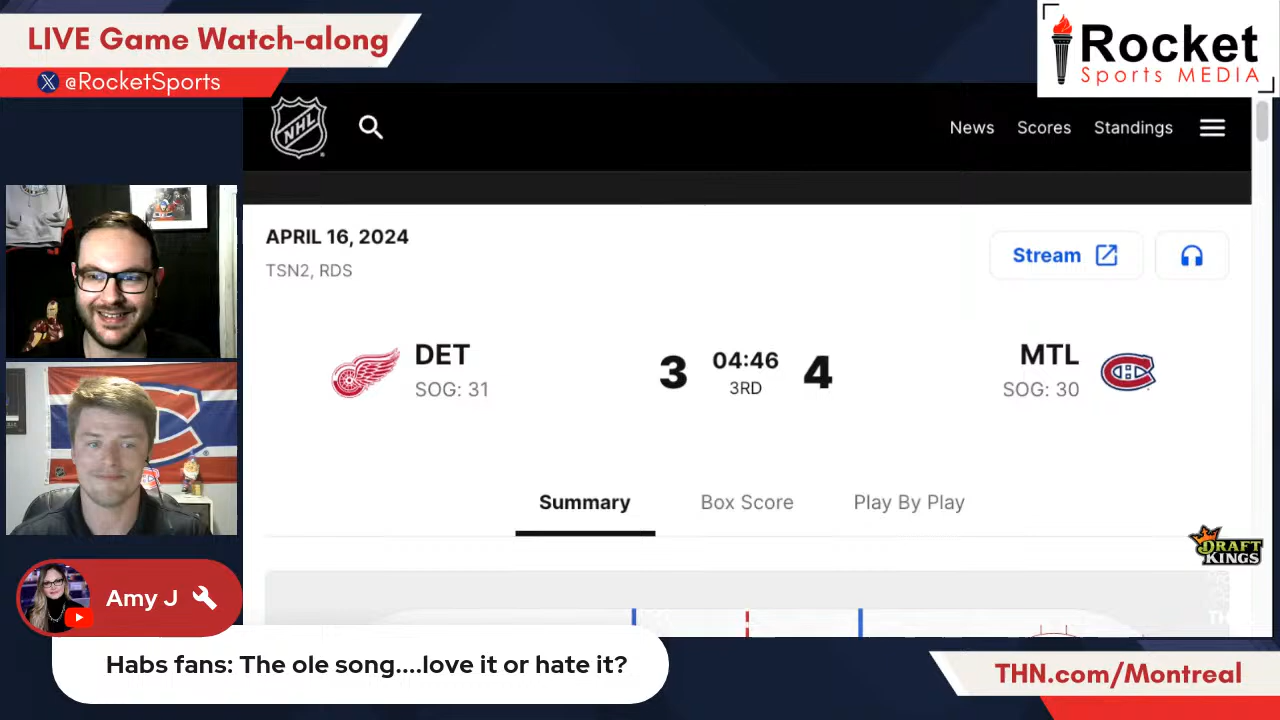 LIVE Game Watch-along
@RocketSports
Rocket
Sports MEDIA
NHL
News Scores Standings
APRIL 16, 2024
TSN2, RDS
Stream
DET
SOG: 31
3
04:46
3RD
4
MTL
SOG: 30
Summary Box Score Play By Play
DRAFT
KINGS
Amy J
Habs fans: The ole song....love it or hate it?
THN.com/Montreal